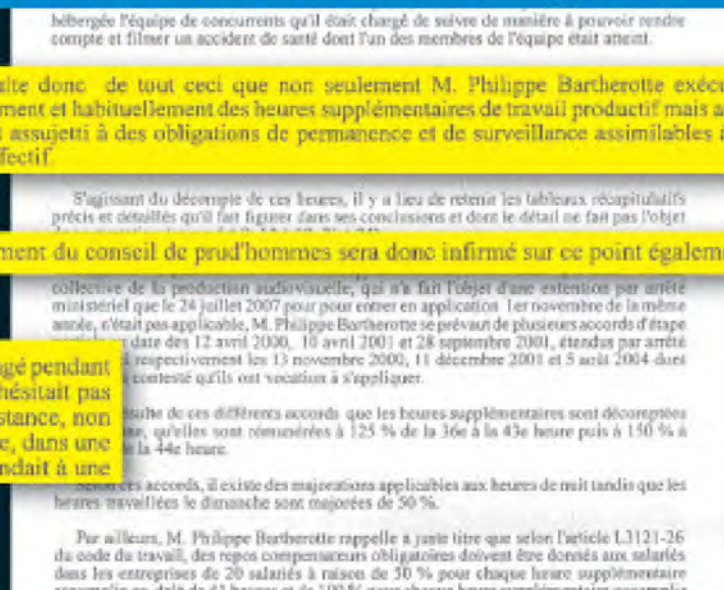 hébergée l'équipe de concurrents qu'il était chargé de suivre de manière à pouvoir rendre
compte et filmer un accident de santé dont l'un des membres de l'équipe était atteint.
ulte donc de tout ceci que non seulement M. Philippe Bartherotte exécu
ment et habituellement des heures supplémentaires de travail productif mais a
assujetti à des obligations de permanence et de surveillance assimilables à
fectif.
S'agissant du décompte de ces heures, il y a lieu de retenir les tableaux récapitulatifs
précis et détaillés qu'il fait figurer dans ses conclusions et dont le détail ne fait pas l'objet
ment du conseil de prud'hommes sera donc infirmé sur ce point égaleme
collective de la production audiovisuelle, qui n'a fait l'objet d'une extention par arrêté
ministériel que le 24 juillet 2007 pour pour entrer en application 1er novembre de la même
année, n'était pas applicable, M. Philippe Bartherotte se prévaut de plusieurs accords d'étape
date des 12 avril 2000, 10 avril 2001 et 28 septembre 2001, étendus par arrêté
respectivement les 13 novembre 2000, 11 décembre 2001 et 5 août 2004 dont
contesté qu'ils ont vocation à s'appliquer.
gé pendant
hésitait pas
stance, non
e, dans une
ndait à une
sulte de ces différents accords que les heures supplémentaires sont décomptées
qu'elles sont rémunérées à 125 % de la 36e à la 43e heure puis à 150 % à
de la 44e heure.
ces accords, il existe des majorations applicables aux heures de nuit tandis que les
heures travaillées le dimanche sont majorées de 50 %.
Par ailleurs, M. Philippe Bartherotte rappelle à juste titre que selon l'article L3121-26
du code du travail, des repos compensateurs obligatoires doivent être donnés aux salariés
dans les entreprises de 20 salariés à raison de 50 % pour chaque heure supplémentaire